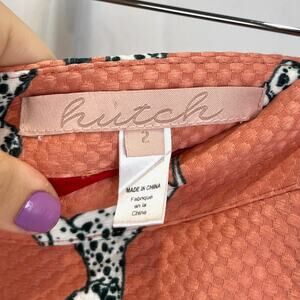 hutch
2
MADE IN CHINA
Fabriqué
en la
Chine